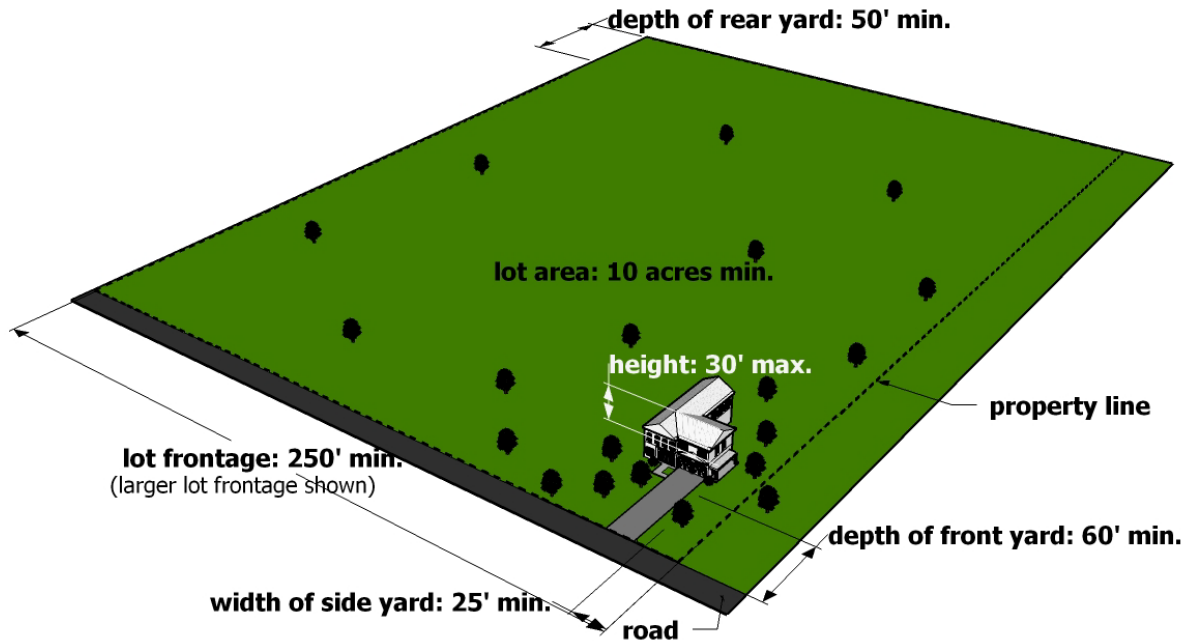 depth of rear yard: 50' min.
lot area: 10 acres min.
height: 30' max.
property line
lot frontage: 250' min.
(larger lot frontage shown)
depth of front yard: 60' min.
width of side yard: 25' min.
road